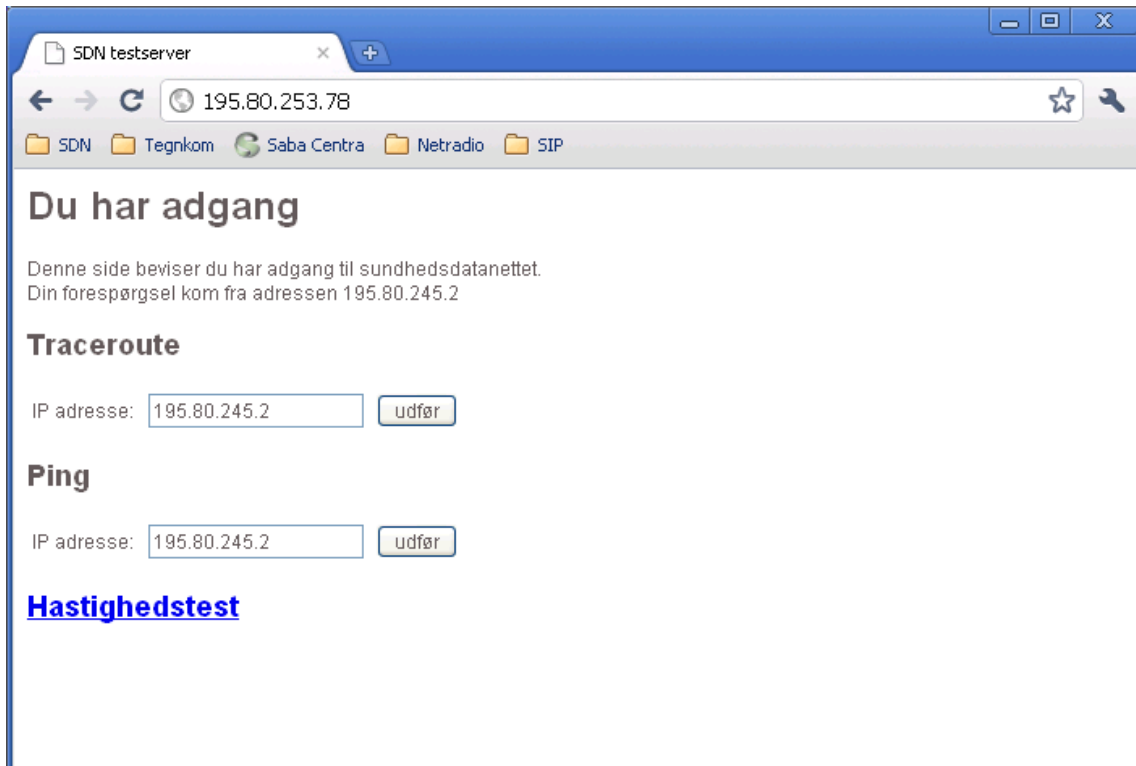 SDN testserver
195.80.253.78
SDN Tegnkom Saba Centra Netradio SIP
Du har adgang
Denne side beviser du har adgang til sundhedsdatanettet.
Din forespørgsel kom fra adressen 195.80.245.2
Traceroute
IP adresse: 195.80.245.2 udfør
Ping
IP adresse: 195.80.245.2 udfør
Hastighedstest